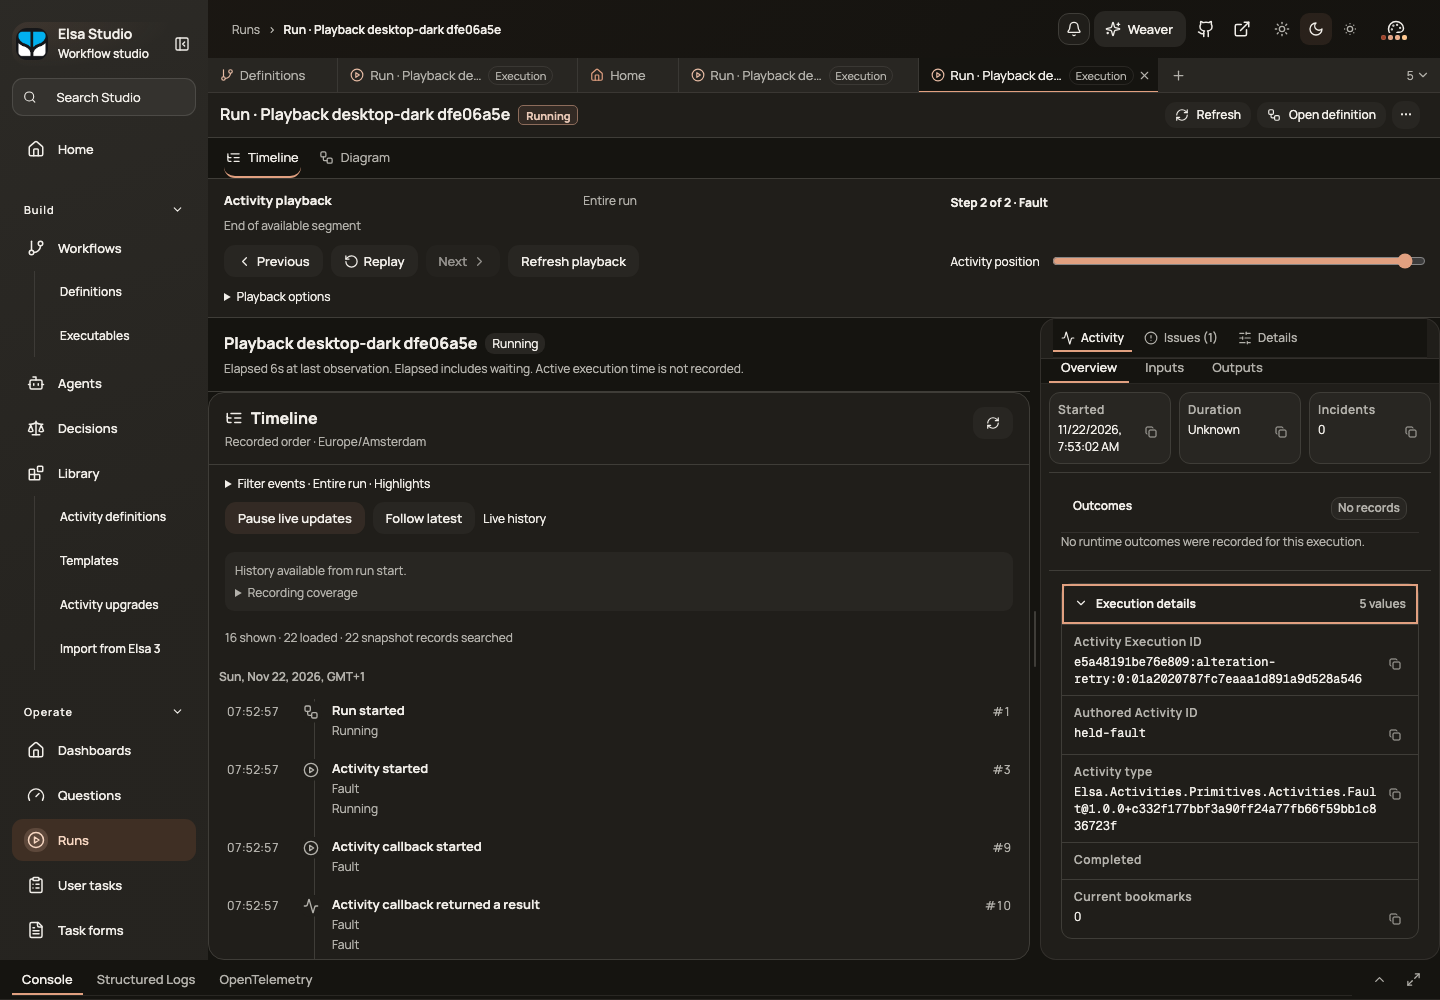 Elsa Studio
Workflow studio
Search Studio
Home
Build
Workflows
Definitions
Executables
Agents
Decisions
Library
Activity definitions
Templates
Activity upgrades
Import from Elsa 3
Operate
Dashboards
Questions
Runs
User tasks
Task forms
Runs › Run · Playback desktop-dark dfe06a5e
Weaver
Definitions
Run · Playback de... Execution
Home
Run · Playback de... Execution
Run · Playback de... Execution
5
Run · Playback desktop-dark dfe06a5e Running
Refresh
Open definition
Timeline
Diagram
Activity playback
Entire run
Step 2 of 2 · Fault
End of available segment
Previous
Replay
Next
Refresh playback
Activity position
Playback options
Playback desktop-dark dfe06a5e Running
Elapsed 6s at last observation. Elapsed includes waiting. Active execution time is not recorded.
Timeline
Recorded order · Europe/Amsterdam
Filter events · Entire run · Highlights
Pause live updates
Follow latest
Live history
History available from run start.
Recording coverage
16 shown · 22 loaded · 22 snapshot records searched
Sun, Nov 22, 2026, GMT+1
07:52:57 Run started #1
Running
07:52:57 Activity started #3
Fault
Running
07:52:57 Activity callback started #9
Fault
07:52:57 Activity callback returned a result #10
Fault
Fault
Activity
Issues (1)
Details
Overview
Inputs
Outputs
Started
11/22/2026,
7:53:02 AM
Duration
Unknown
Incidents
0
Outcomes
No records
No runtime outcomes were recorded for this execution.
Execution details
5 values
Activity Execution ID
e5a48191be76e809:alteration-
retry:0:01a2020787fc7eaaa1d891a9d528a546
Authored Activity ID
held-fault
Activity type
Elsa.Activities.Primitives.Activities.Faul
t@1.0.0+c332f177bbf3a90ff24a77fb66f59bb1c8
36723f
Completed
Current bookmarks
0
Console
Structured Logs
OpenTelemetry